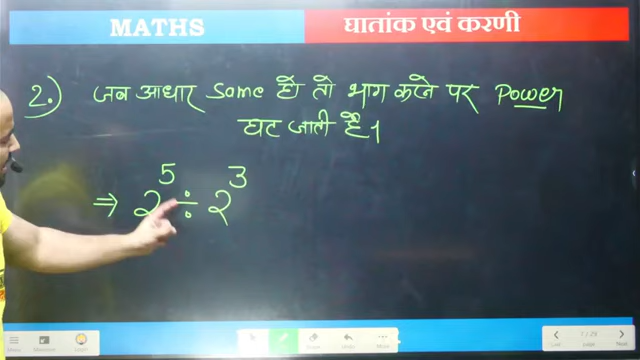 MATHS घातांक एवं करणी
2.) जब आधार Same हो तो भाग करने पर Power
घट जाती है।
⇒ 2⁵ ÷ 2³